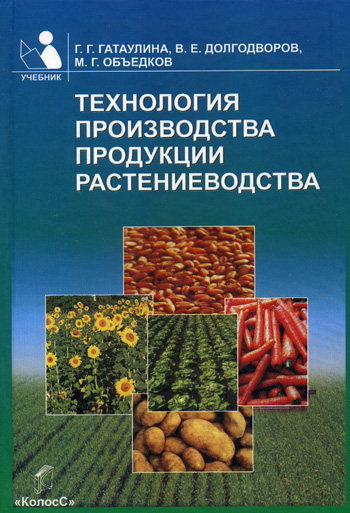 Г. Г. ГАТАУЛИНА, В. Е. ДОЛГОДВОРОВ,
М. Г. ОБЪЕДКОВ
УЧЕБНИК
ТЕХНОЛОГИЯ
ПРОИЗВОДСТВА
ПРОДУКЦИИ
РАСТЕНИЕВОДСТВА
«КолосС»